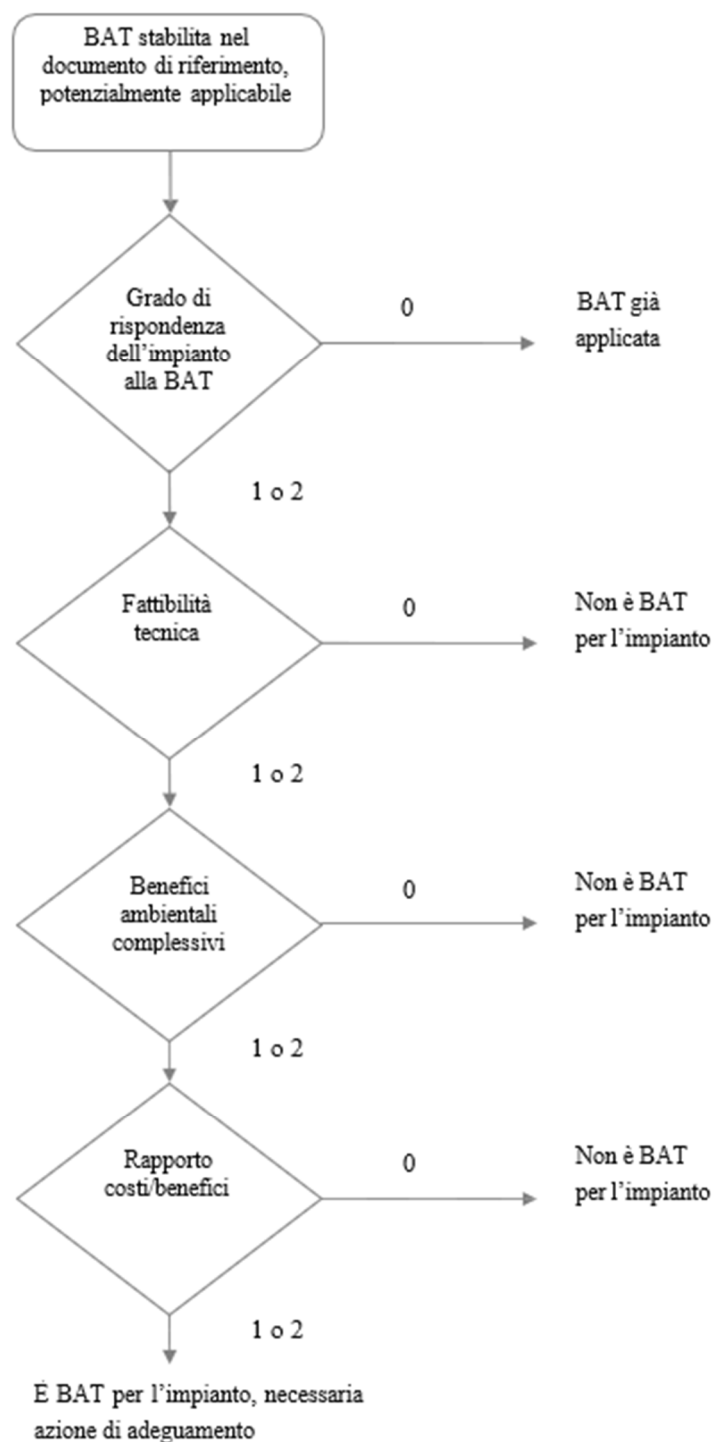 BAT stabilita nel
documento di riferimento,
potenzialmente applicabile
Grado di
rispondenza
dell’impianto
alla BAT
0
BAT già
applicata
1 o 2
Fattibilità
tecnica
0
Non è BAT
per l’impianto
1 o 2
Benefici
ambientali
complessivi
0
Non è BAT
per l’impianto
1 o 2
Rapporto
costi/benefici
0
Non è BAT
per l’impianto
1 o 2
È BAT per l’impianto, necessaria
azione di adeguamento